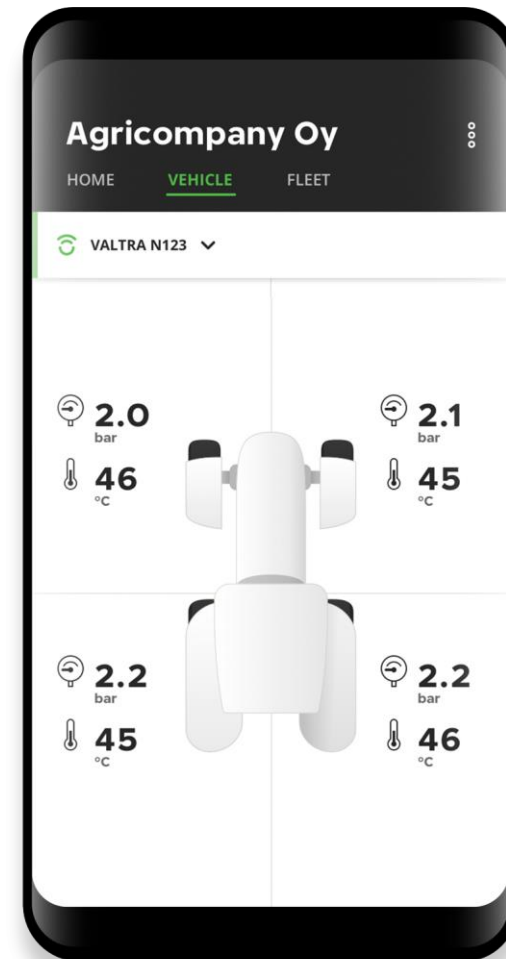 Agricompany Oy
HOME VEHICLE FLEET
VALTRA N123
2.0
bar
46
°C
2.1
bar
45
°C
2.2
bar
45
°C
2.2
bar
46
°C